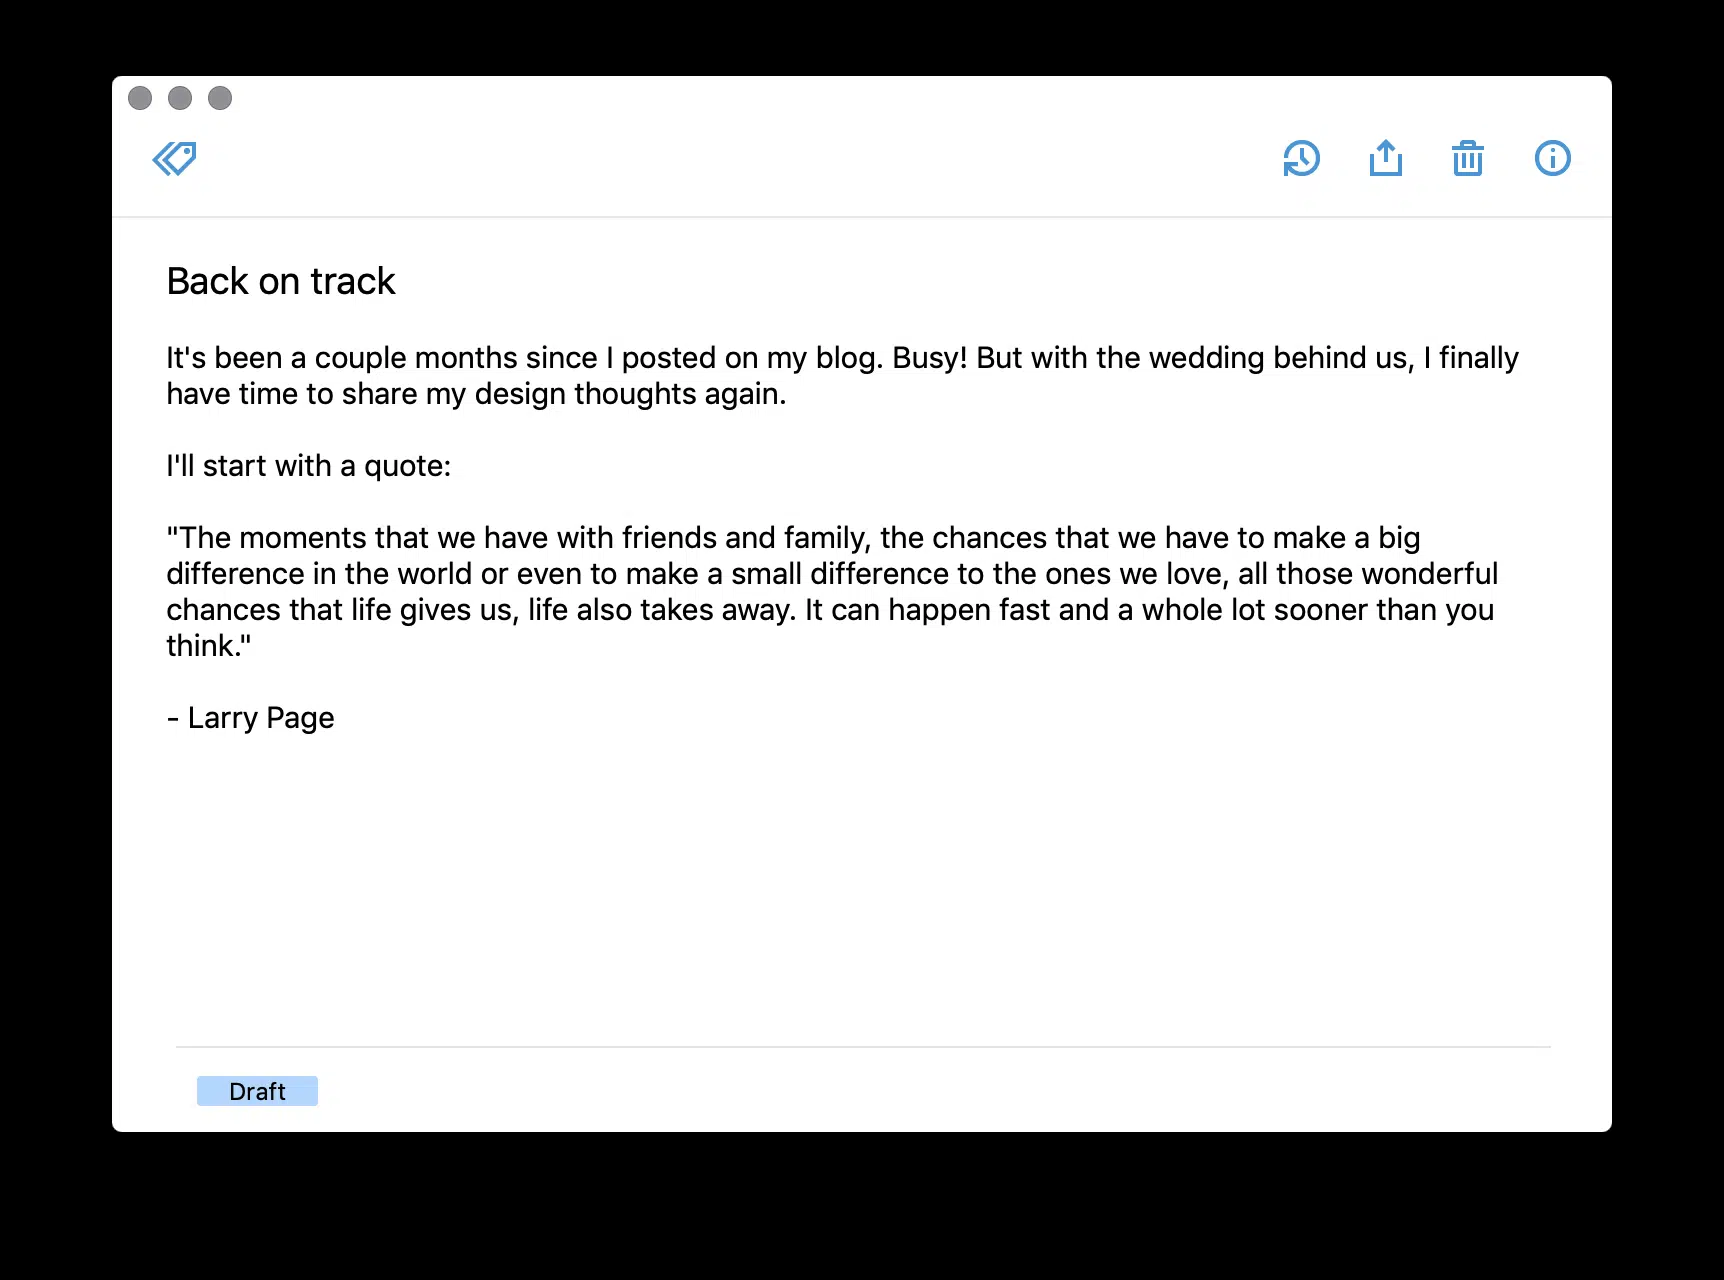 Back on track
It's been a couple months since I posted on my blog. Busy! But with the wedding behind us, I finally
have time to share my design thoughts again.
I'll start with a quote:
"The moments that we have with friends and family, the chances that we have to make a big
difference in the world or even to make a small difference to the ones we love, all those wonderful
chances that life gives us, life also takes away. It can happen fast and a whole lot sooner than you
think."
- Larry Page
Draft